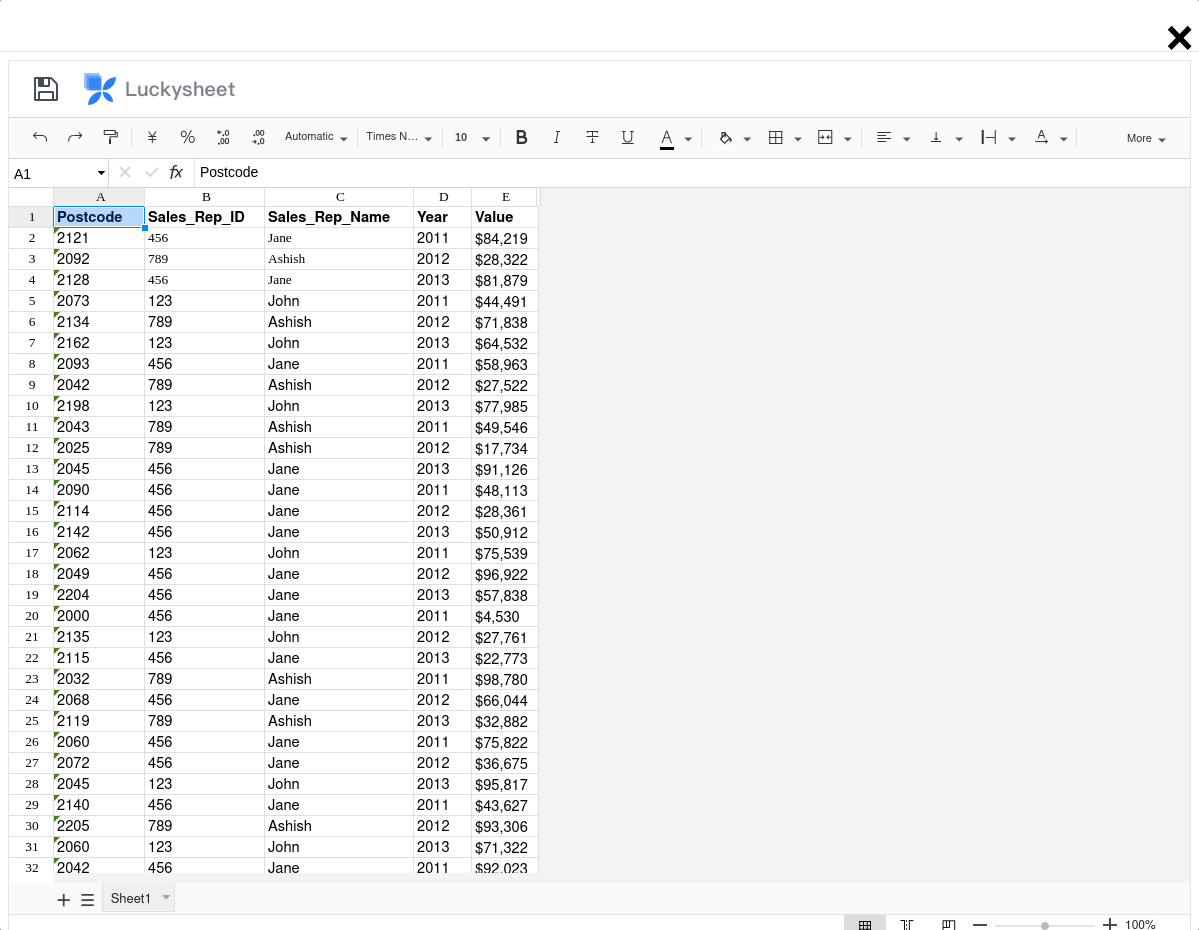 Luckysheet
¥ % .0 .00 .00 .0 Automatic Times N... 10 B I T U A A More
A1 fx Postcode
A B C D E
1 Postcode Sales_Rep_ID Sales_Rep_Name Year Value
2 2121 456 Jane 2011 $84,219
3 2092 789 Ashish 2012 $28,322
4 2128 456 Jane 2013 $81,879
5 2073 123 John 2011 $44,491
6 2134 789 Ashish 2012 $71,838
7 2162 123 John 2013 $64,532
8 2093 456 Jane 2011 $58,963
9 2042 789 Ashish 2012 $27,522
10 2198 123 John 2013 $77,985
11 2043 789 Ashish 2011 $49,546
12 2025 789 Ashish 2012 $17,734
13 2045 456 Jane 2013 $91,126
14 2090 456 Jane 2011 $48,113
15 2114 456 Jane 2012 $28,361
16 2142 456 Jane 2013 $50,912
17 2062 123 John 2011 $75,539
18 2049 456 Jane 2012 $96,922
19 2204 456 Jane 2013 $57,838
20 2000 456 Jane 2011 $4,530
21 2135 123 John 2012 $27,761
22 2115 456 Jane 2013 $22,773
23 2032 789 Ashish 2011 $98,780
24 2068 456 Jane 2012 $66,044
25 2119 789 Ashish 2013 $32,882
26 2060 456 Jane 2011 $75,822
27 2072 456 Jane 2012 $36,675
28 2045 123 John 2013 $95,817
29 2140 456 Jane 2011 $43,627
30 2205 789 Ashish 2012 $93,306
31 2060 123 John 2013 $71,322
32 2042 456 Jane 2011 $92,023
Sheet1
100%